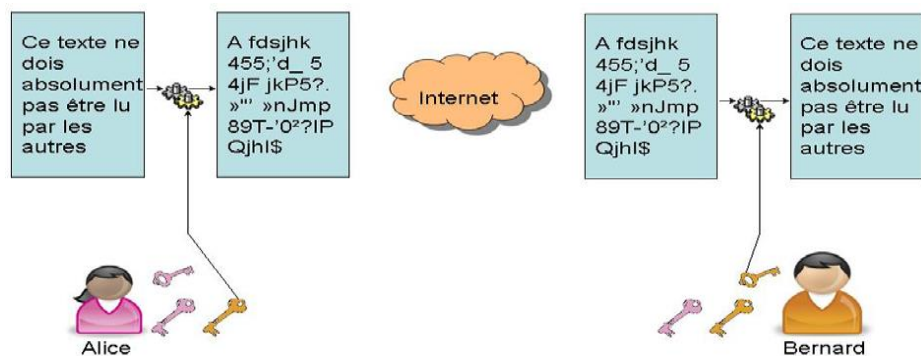 Ce texte ne
dois
absolument
pas être lu
par les
autres
A fdsjhk
455;'d_ 5
4jF jkP5?.
»"' »nJmp
89T-'0²?IP
Qjhl$
Internet
A fdsjhk
455;'d_ 5
4jF jkP5?.
»"' »nJmp
89T-'0²?IP
Qjhl$
Ce texte ne
dois
absolument
pas être lu
par les
autres
Alice
Bernard